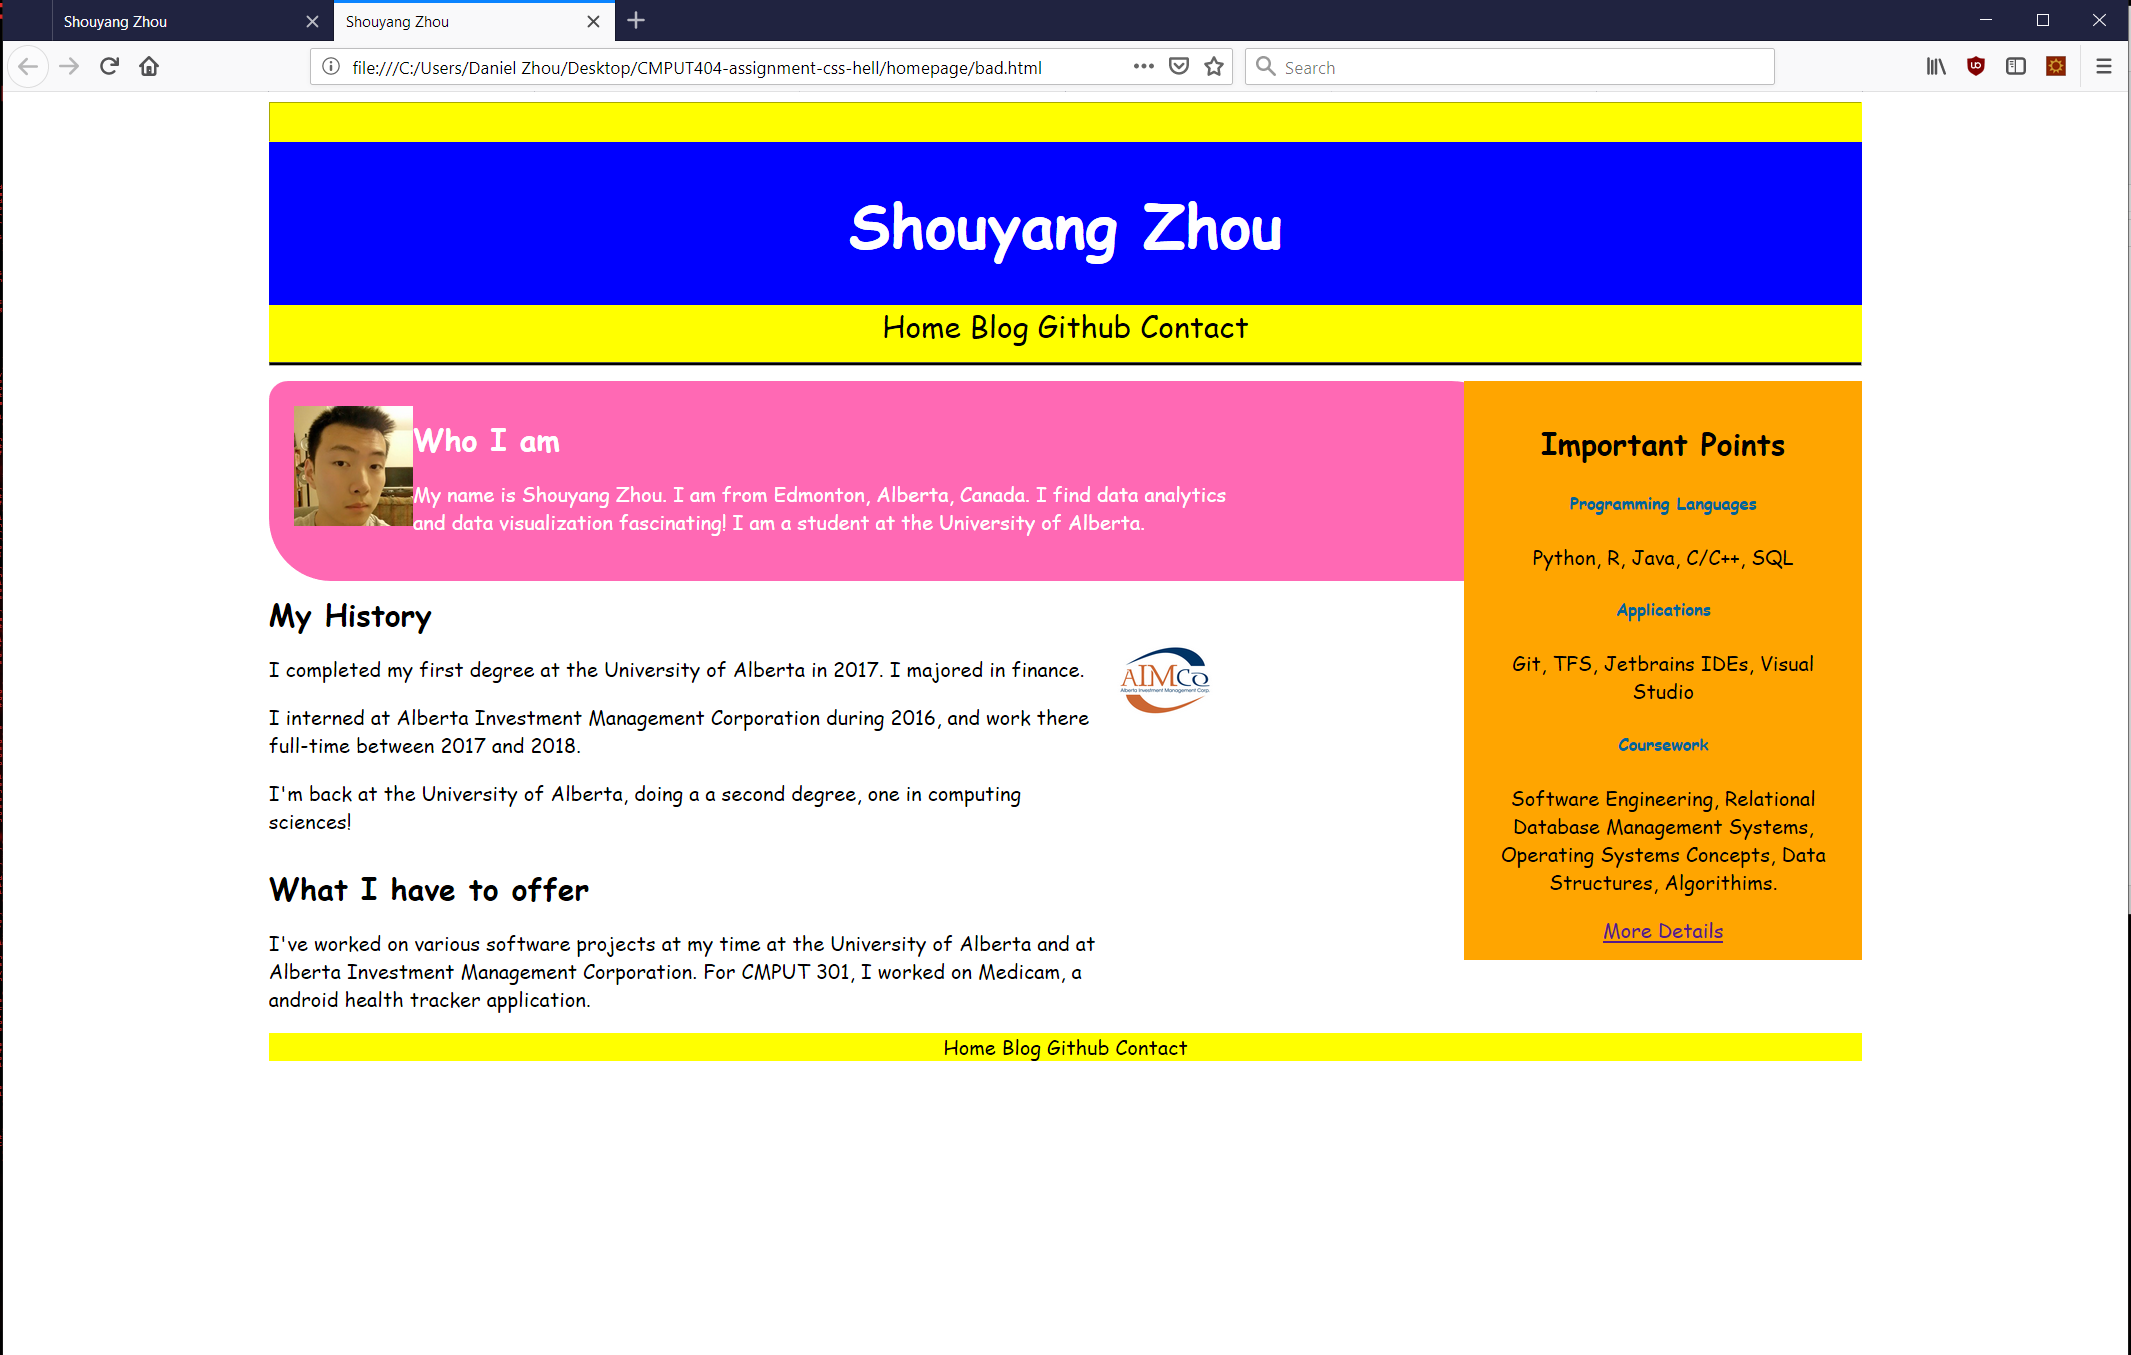 Shouyang Zhou
Shouyang Zhou
file:///C:/Users/Daniel Zhou/Desktop/CMPUT404-assignment-css-hell/homepage/bad.html
Search
Shouyang Zhou
Home Blog Github Contact
Who I am
My name is Shouyang Zhou. I am from Edmonton, Alberta, Canada. I find data analytics
and data visualization fascinating! I am a student at the University of Alberta.
My History
I completed my first degree at the University of Alberta in 2017. I majored in finance.
I interned at Alberta Investment Management Corporation during 2016, and work there
full-time between 2017 and 2018.
I'm back at the University of Alberta, doing a a second degree, one in computing
sciences!
AIMCo
Alberta Investment Management Corp.
What I have to offer
I've worked on various software projects at my time at the University of Alberta and at
Alberta Investment Management Corporation. For CMPUT 301, I worked on Medicam, a
android health tracker application.
Important Points
Programming Languages
Python, R, Java, C/C++, SQL
Applications
Git, TFS, Jetbrains IDEs, Visual
Studio
Coursework
Software Engineering, Relational
Database Management Systems,
Operating Systems Concepts, Data
Structures, Algorithims.
More Details
Home Blog Github Contact